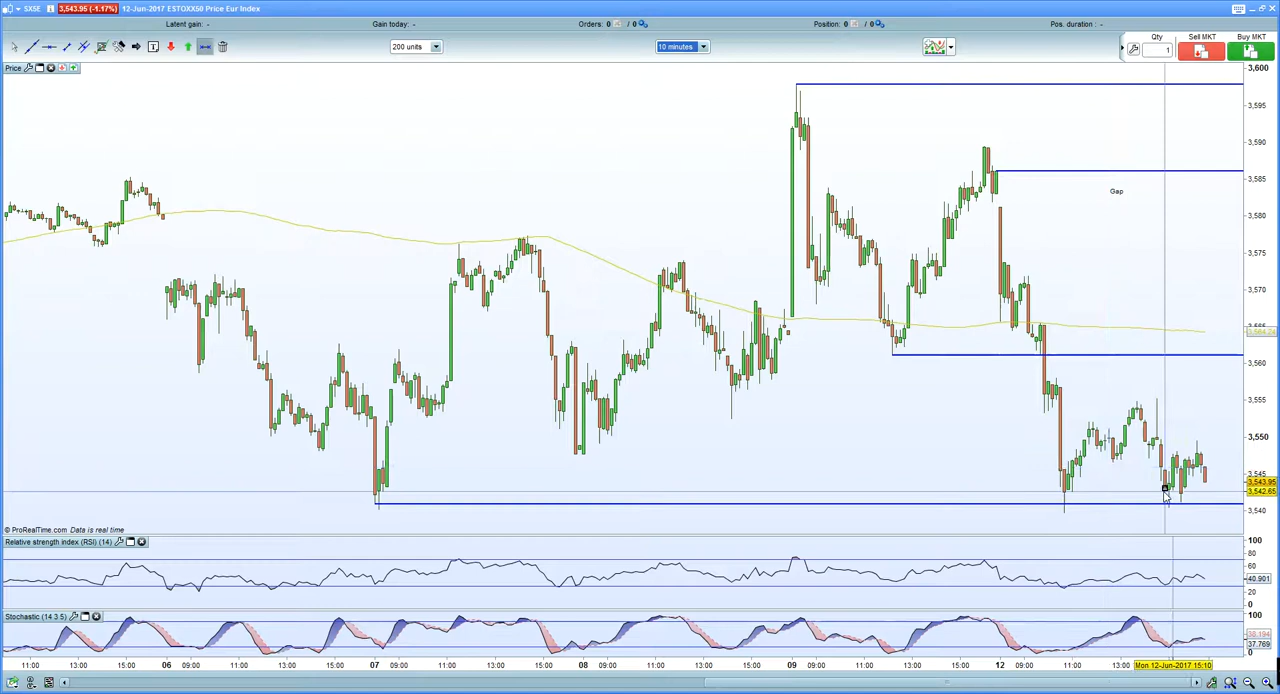 SX5E 3,543.95 (-1.17%) 12-Jun-2017 ESTOXX50 Price Eur Index
Latent gain: - Gain today: - Orders: 0 / 0 Position: 0 / 0 Pos. duration : -
200 units 10 minutes Qty Sell MKT Buy MKT
1
Price
3,600
3,595
3,590
3,585
Gap
3,580
3,575
3,570
3,564.24
3,560
3,555
3,550
3,545
3,543.95
3,542.65
3,540
© ProRealTime.com Data is real time
Relative strength index (RSI) (14)
100
80
60
40.901
20
0
Stochastic (14 3 5)
100
38.194
37.769
0
11:00 13:00 15:00 06 09:00 11:00 13:00 15:00 07 09:00 11:00 13:00 15:00 08 09:00 11:00 13:00 15:00 09 09:00 11:00 13:00 15:00 12 09:00 11:00 13:00 Mon 12-Jun-2017 15:10